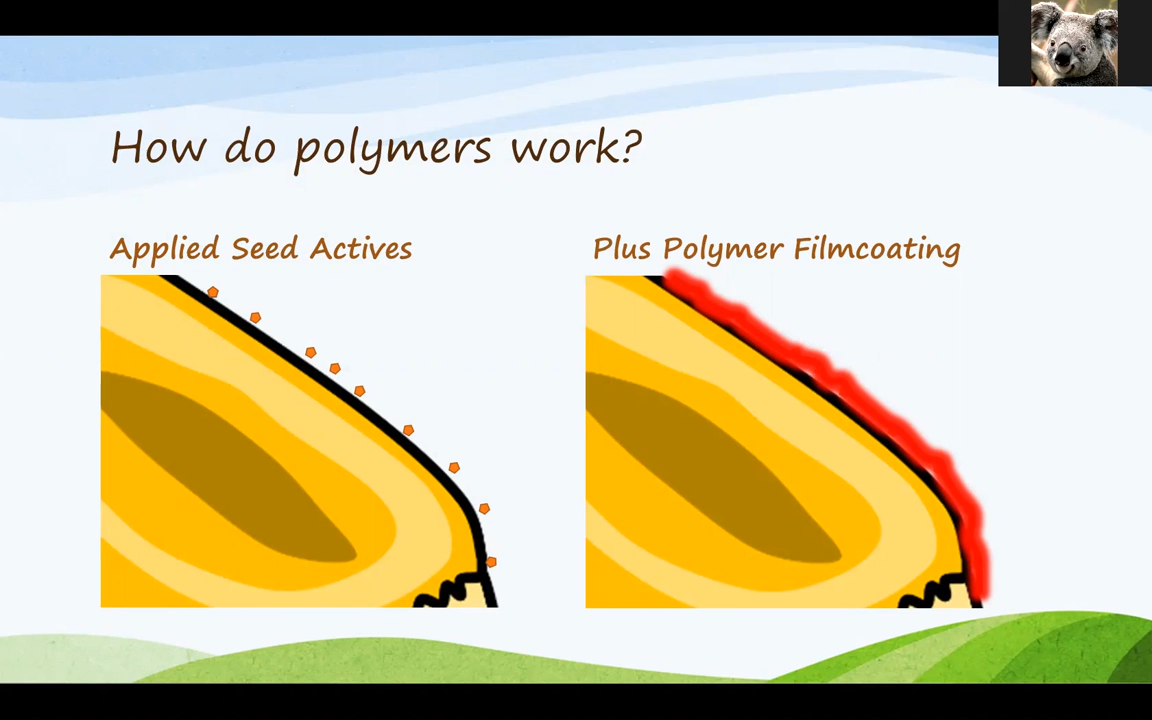 How do polymers work?
Applied Seed Actives
Plus Polymer Filmcoating